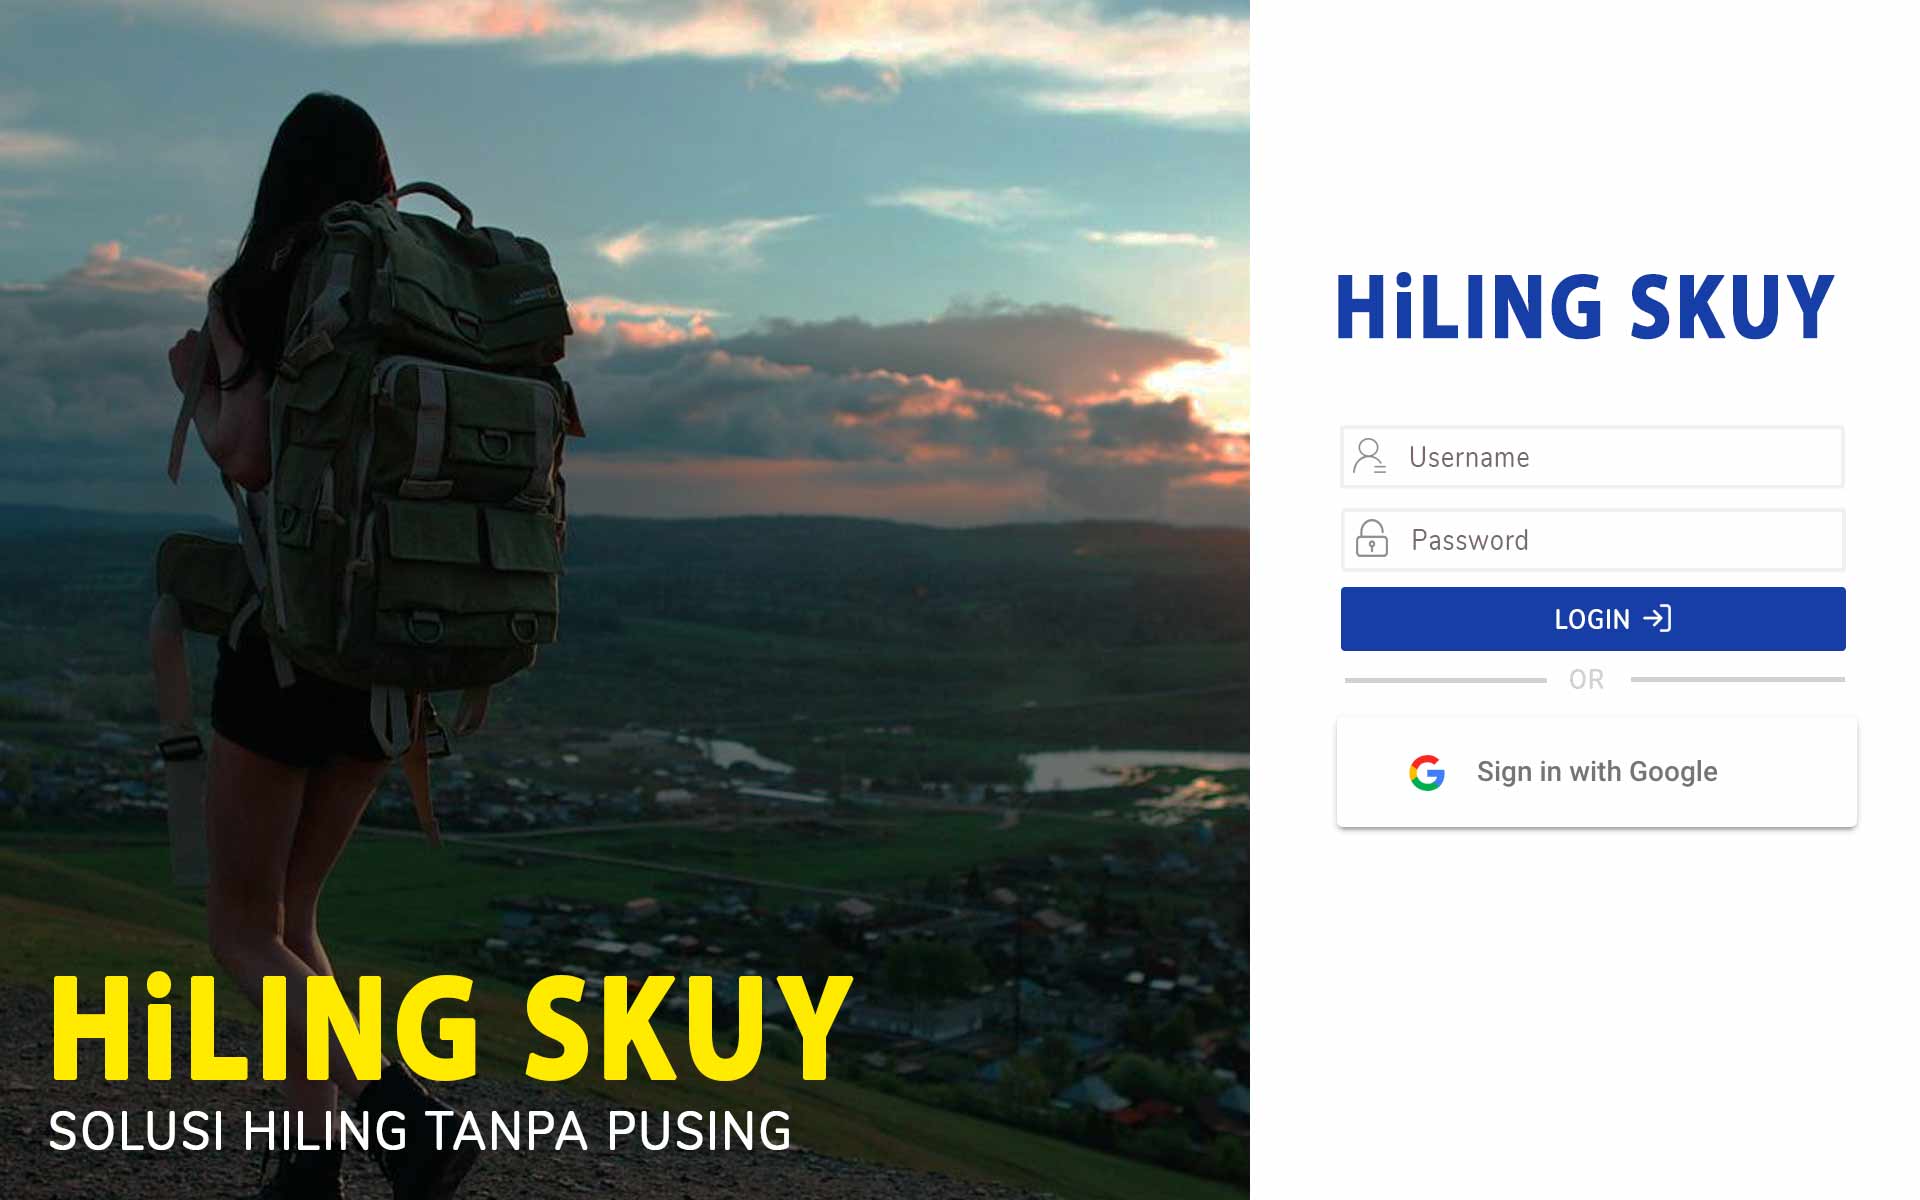 HiLING SKUY
SOLUSI HILING TANPA PUSING
HiLING SKUY
Username
Password
LOGIN
OR
Sign in with Google